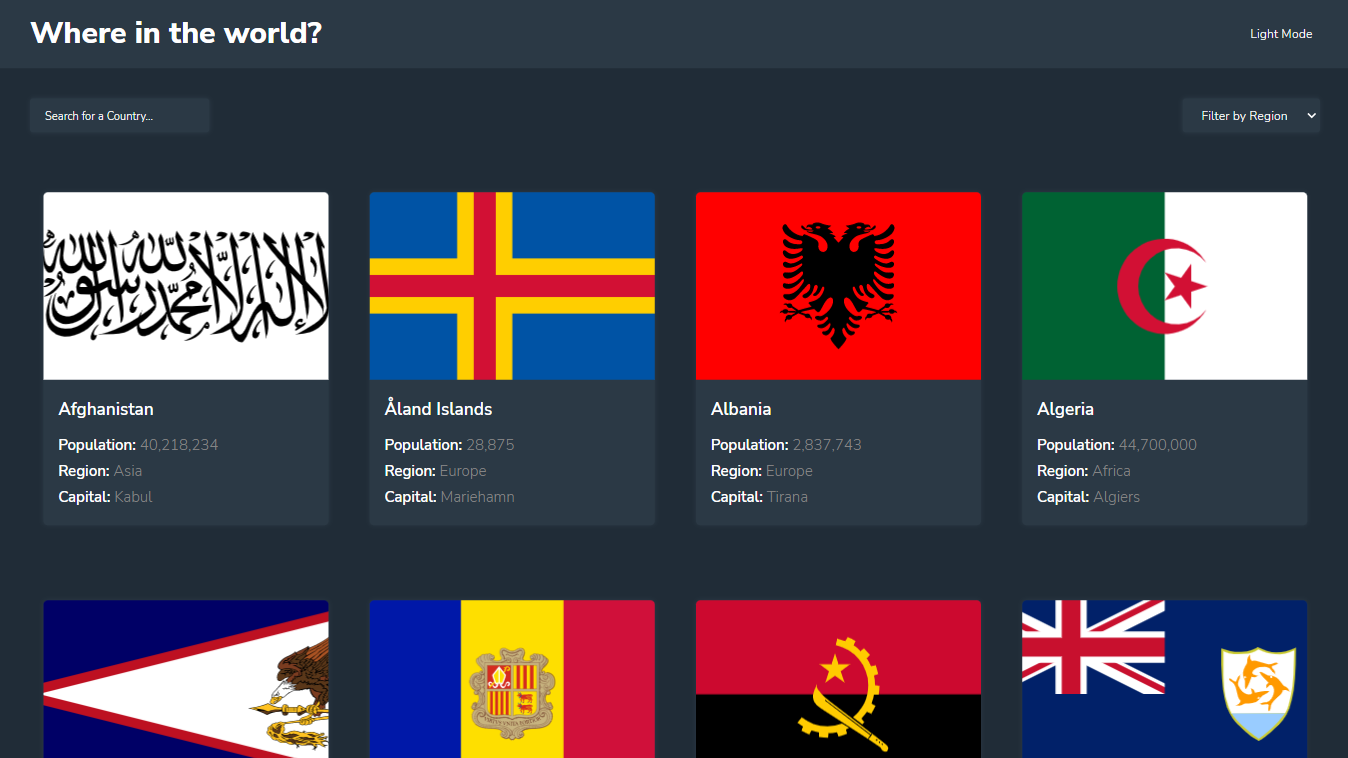 Where in the world?
Light Mode
Search for a Country...
Filter by Region
لا إله إلا الله محمد رسول الله
Afghanistan
Population: 40,218,234
Region: Asia
Capital: Kabul
Åland Islands
Population: 28,875
Region: Europe
Capital: Mariehamn
Albania
Population: 2,837,743
Region: Europe
Capital: Tirana
Algeria
Population: 44,700,000
Region: Africa
Capital: Algiers